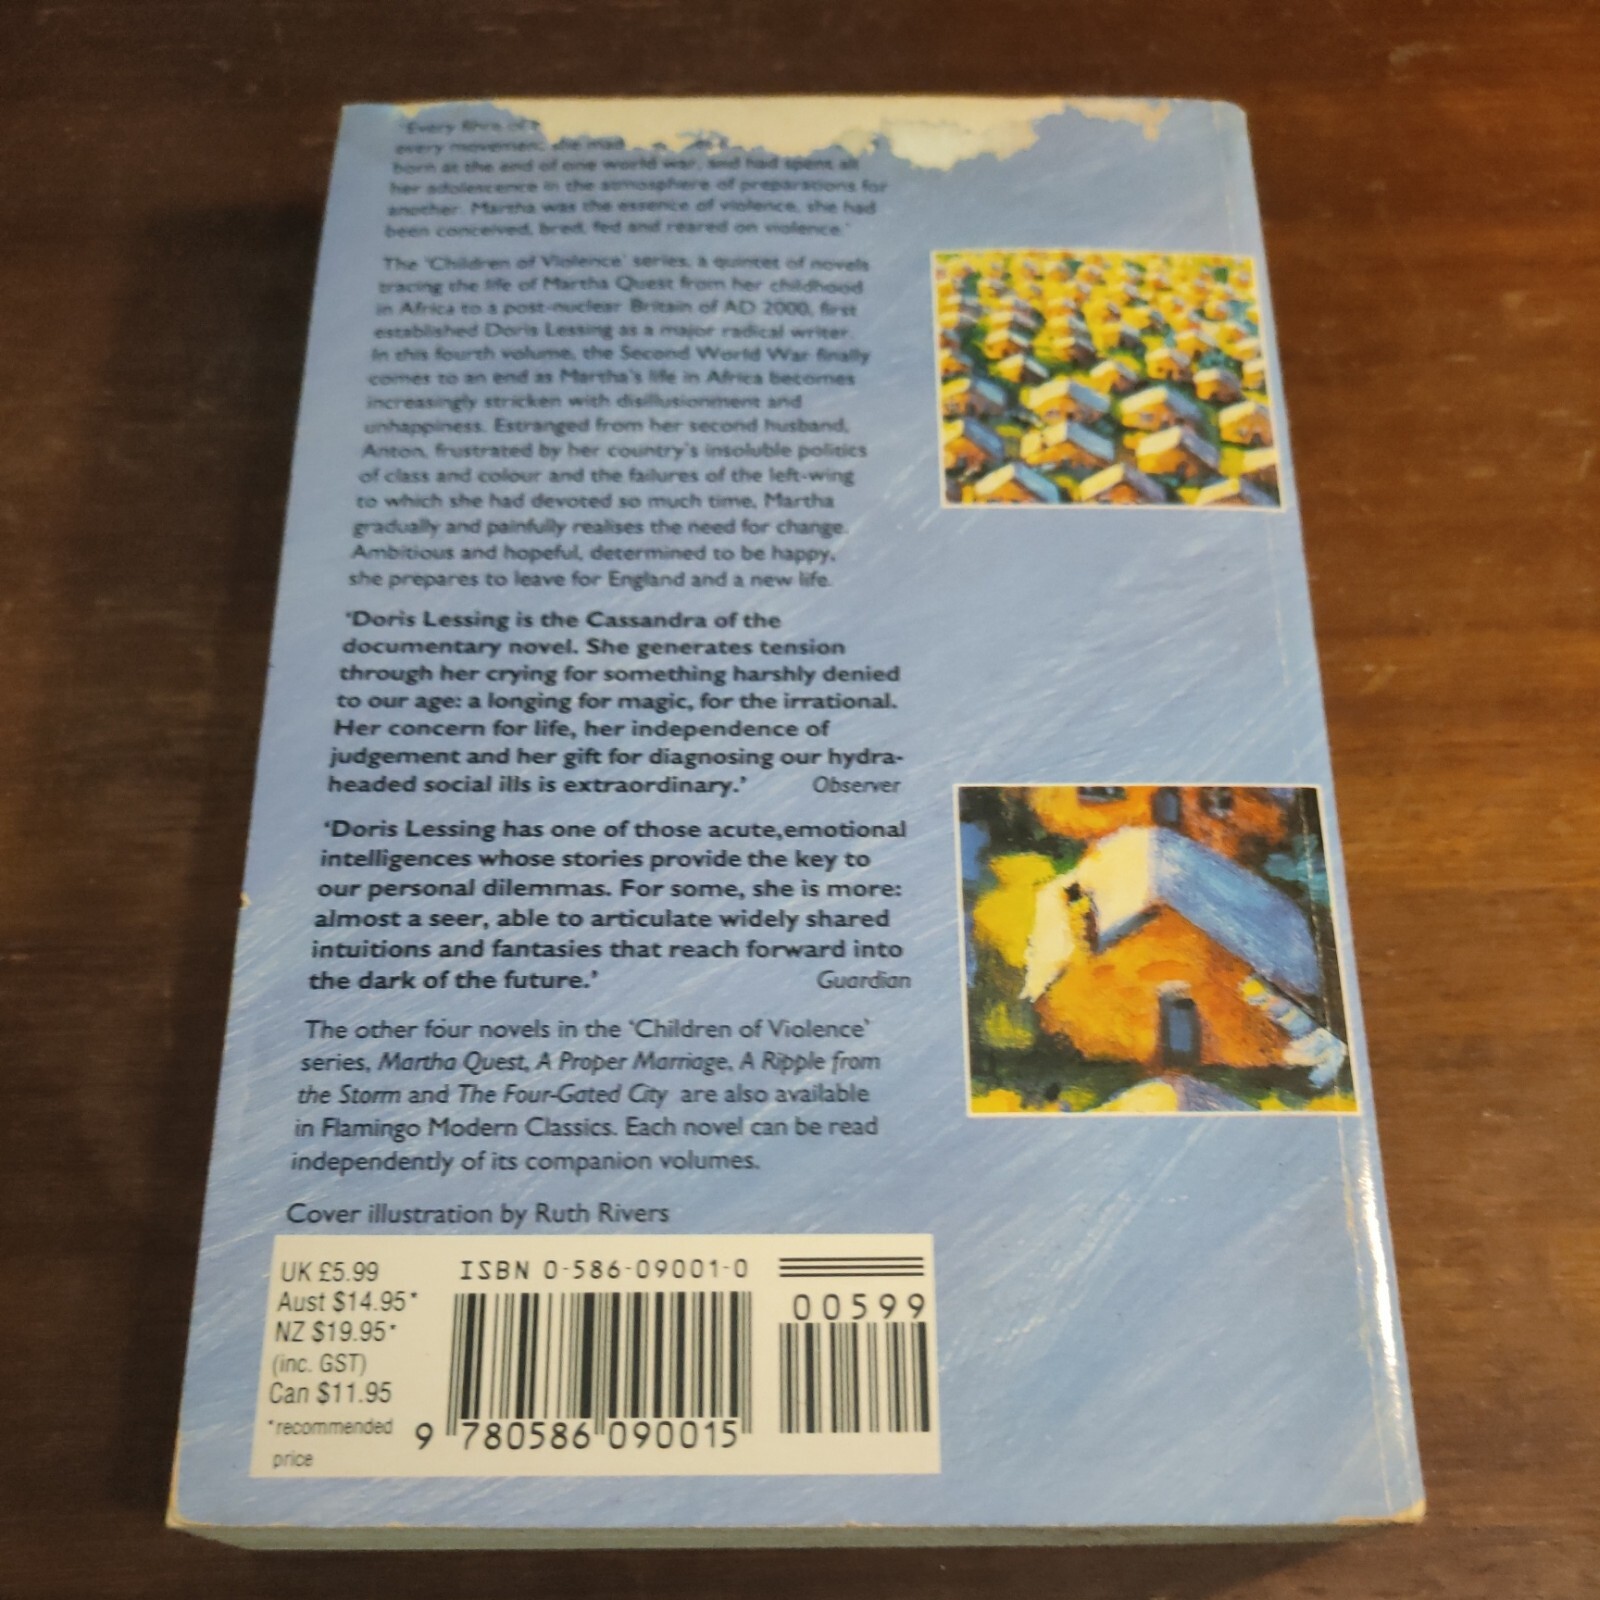 'Every fibre of
every movement she mad
born at the end of one world war, and had spent all
her adolescence in the atmosphere of preparations for
another. Martha was the essence of violence, she had
been conceived, bred, fed and reared on violence.'
The 'Children of Violence' series, a quintet of novels
tracing the life of Martha Quest from her childhood
in Africa to a post-nuclear Britain of AD 2000, first
established Doris Lessing as a major radical writer.
In this fourth volume, the Second World War finally
comes to an end as Martha's life in Africa becomes
increasingly stricken with disillusionment and
unhappiness. Estranged from her second husband,
Anton, frustrated by her country's insoluble politics
of class and colour and the failures of the left-wing
to which she had devoted so much time, Martha
gradually and painfully realises the need for change.
Ambitious and hopeful, determined to be happy,
she prepares to leave for England and a new life.
'Doris Lessing is the Cassandra of the
documentary novel. She generates tension
through her crying for something harshly denied
to our age: a longing for magic, for the irrational.
Her concern for life, her independence of
judgement and her gift for diagnosing our hydra-
headed social ills is extraordinary.' Observer
'Doris Lessing has one of those acute,emotional
intelligences whose stories provide the key to
our personal dilemmas. For some, she is more:
almost a seer, able to articulate widely shared
intuitions and fantasies that reach forward into
the dark of the future.' Guardian
The other four novels in the 'Children of Violence'
series, Martha Quest, A Proper Marriage, A Ripple from
the Storm and The Four-Gated City are also available
in Flamingo Modern Classics. Each novel can be read
independently of its companion volumes.
Cover illustration by Ruth Rivers
UK £5.99
Aust $14.95*
NZ $19.95*
(inc. GST)
Can $11.95
*recommended
price
ISBN 0-586-09001-0
00599
9 780586 090015